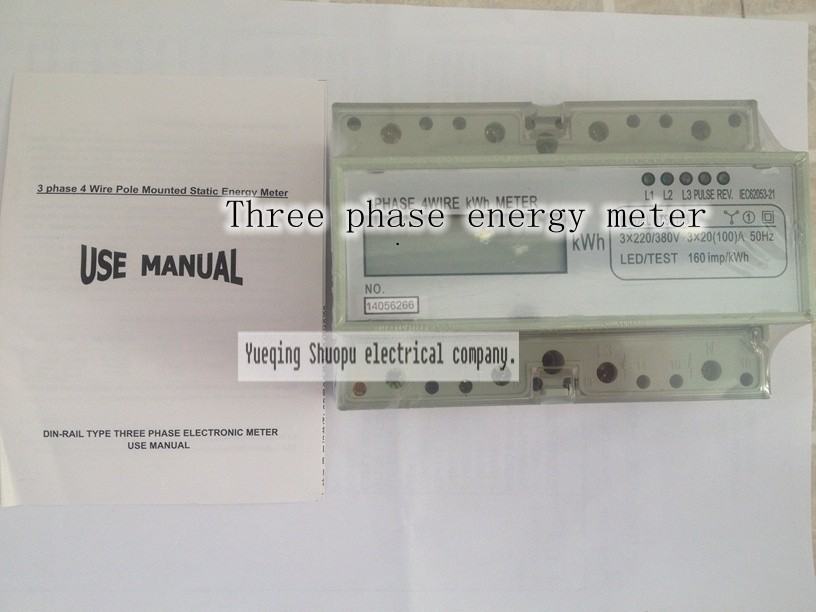 3 phase 4 Wire Pole Mounted Static Energy Meter
USE MANUAL
DIN-RAIL TYPE THREE PHASE ELECTRONIC METER
USE MANUAL
L1 L2 L3 PULSE REV. IEC62053-21
PHASE 4WIRE kWh METER
Three phase energy meter
kWh
3×220/380V 3×20(100)A 50Hz
LED/TEST 160 imp/kWh
NO.
14056266
Yueqing Shuopu electrical company.